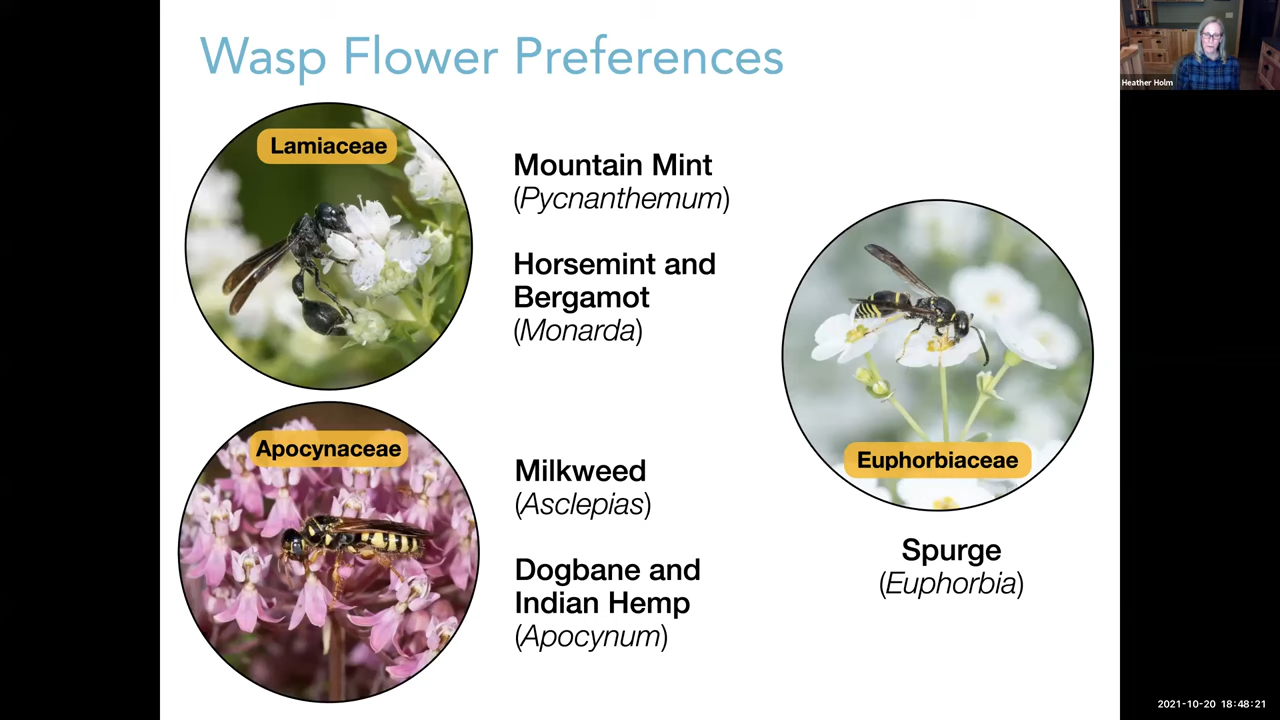 Wasp Flower Preferences
Heather Holm
Lamiaceae
Mountain Mint
(Pycnanthemum)
Horsemint and
Bergamot
(Monarda)
Apocynaceae
Milkweed
(Asclepias)
Dogbane and
Indian Hemp
(Apocynum)
Euphorbiaceae
Spurge
(Euphorbia)
2021-10-20 18:48:21